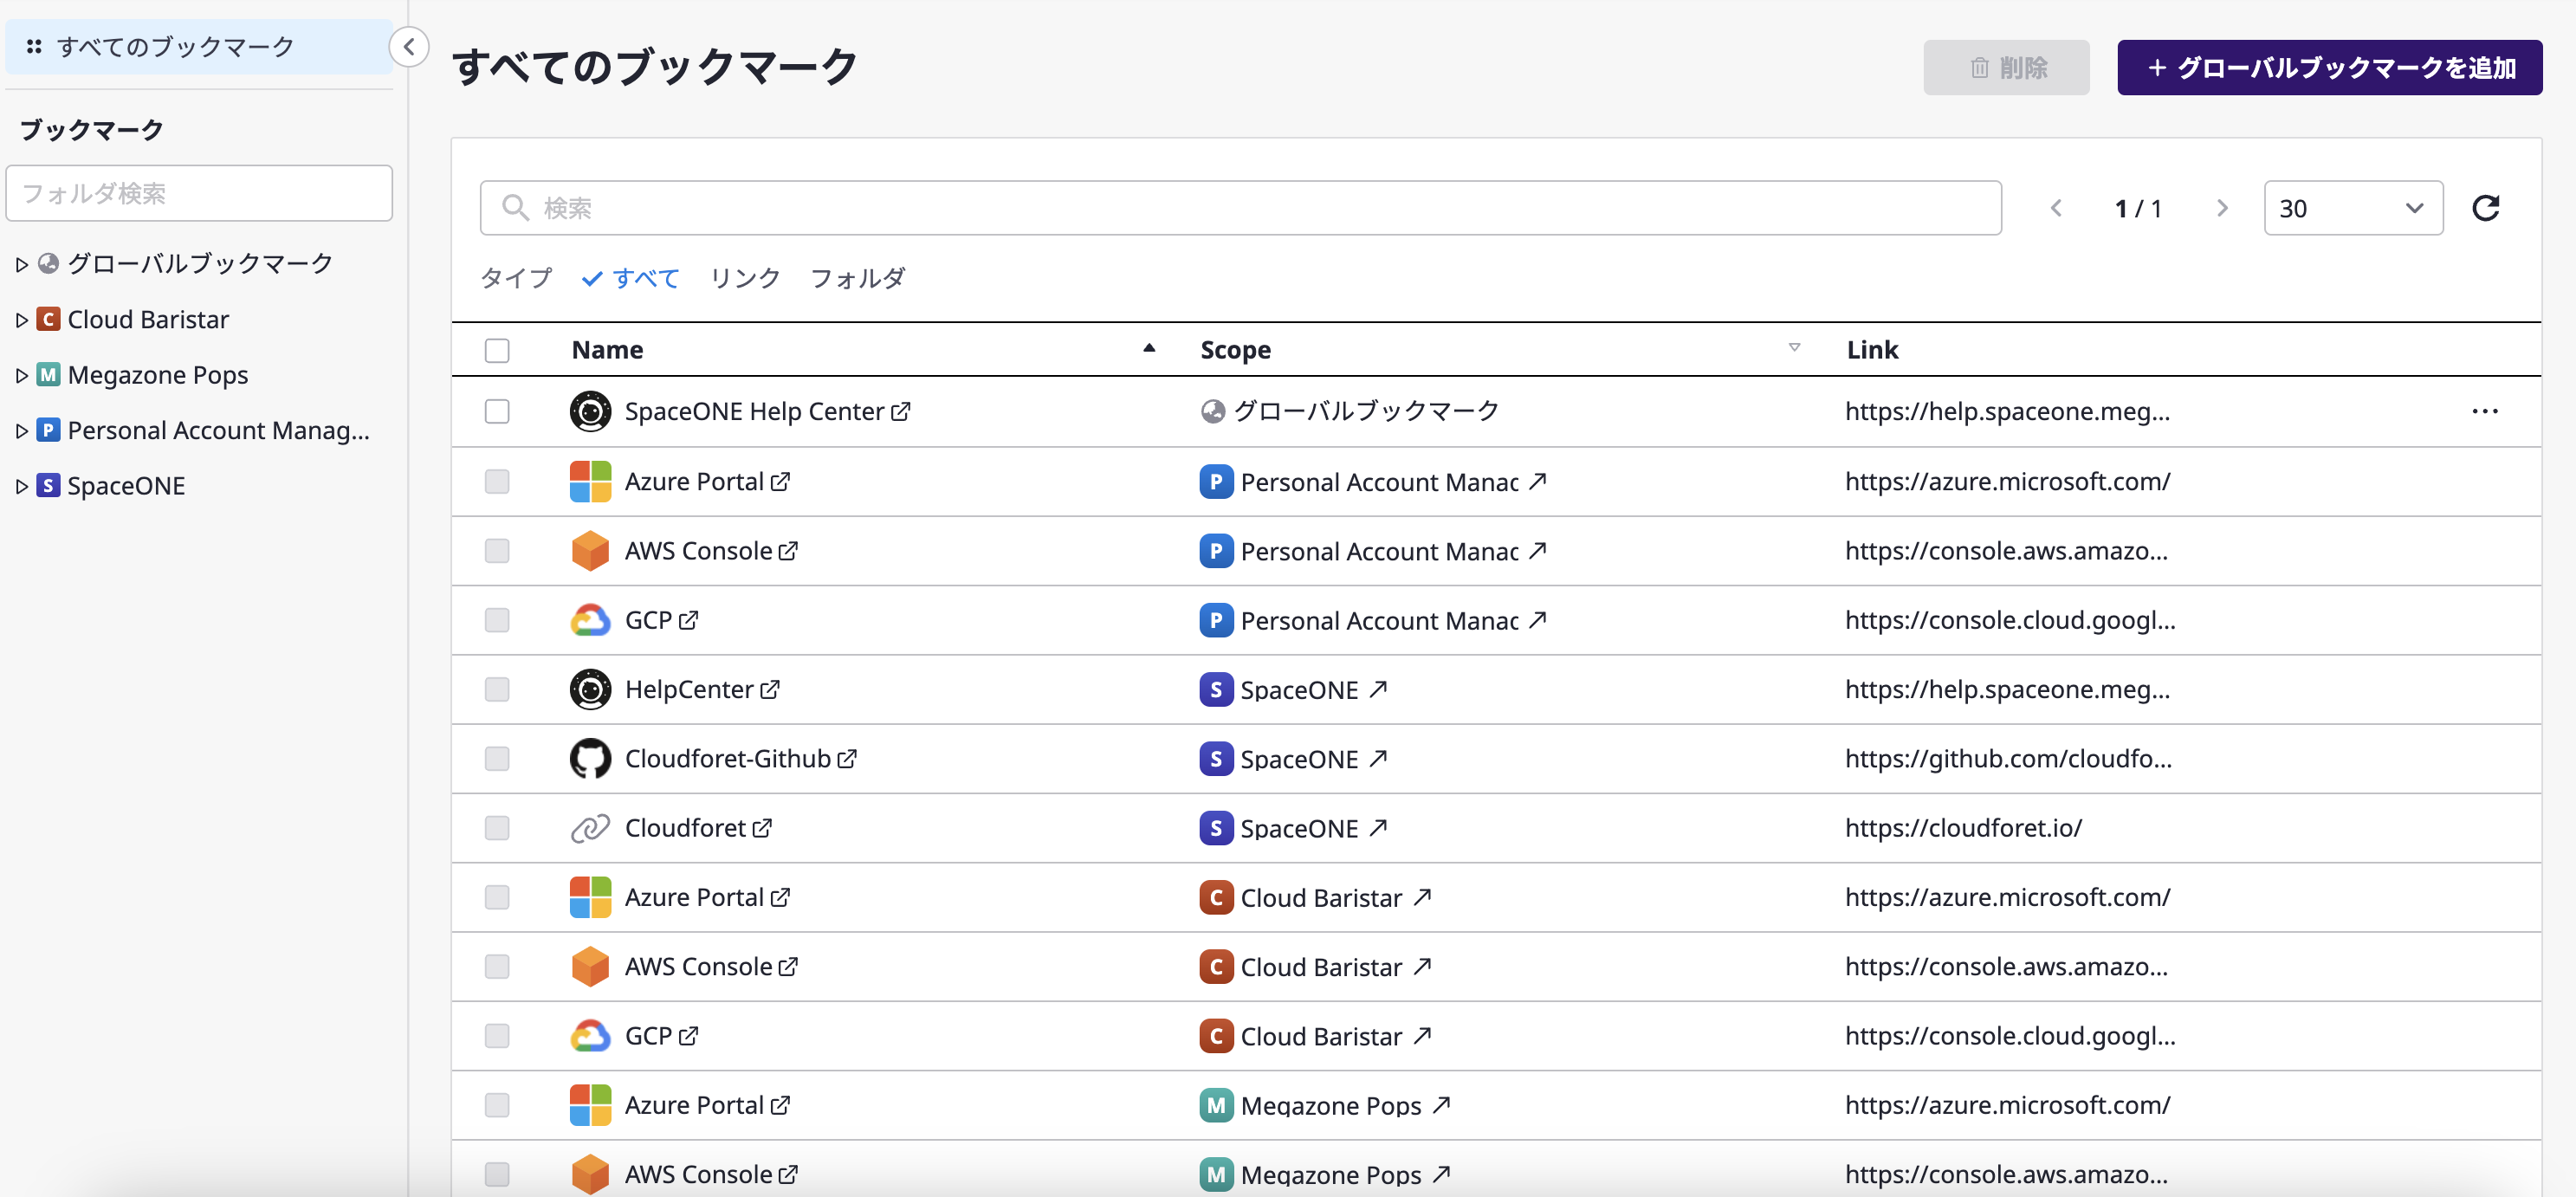 すべてのブックマーク
ブックマーク
フォルダ検索
グローバルブックマーク
C Cloud Baristar
M Megazone Pops
P Personal Account Manag...
S SpaceONE
すべてのブックマーク
削除
+ グローバルブックマークを追加
検索
1 / 1
30
タイプ すべて リンク フォルダ
Name Scope Link
SpaceONE Help Center グローバルブックマーク https://help.spaceone.meg... ...
Azure Portal P Personal Account Manac https://azure.microsoft.com/
AWS Console P Personal Account Manac https://console.aws.amazo...
GCP P Personal Account Manac https://console.cloud.googl...
HelpCenter S SpaceONE https://help.spaceone.meg...
Cloudforet-Github S SpaceONE https://github.com/cloudfo...
Cloudforet S SpaceONE https://cloudforet.io/
Azure Portal C Cloud Baristar https://azure.microsoft.com/
AWS Console C Cloud Baristar https://console.aws.amazo...
GCP C Cloud Baristar https://console.cloud.googl...
Azure Portal M Megazone Pops https://azure.microsoft.com/
AWS Console M Megazone Pops https://console.aws.amazo...